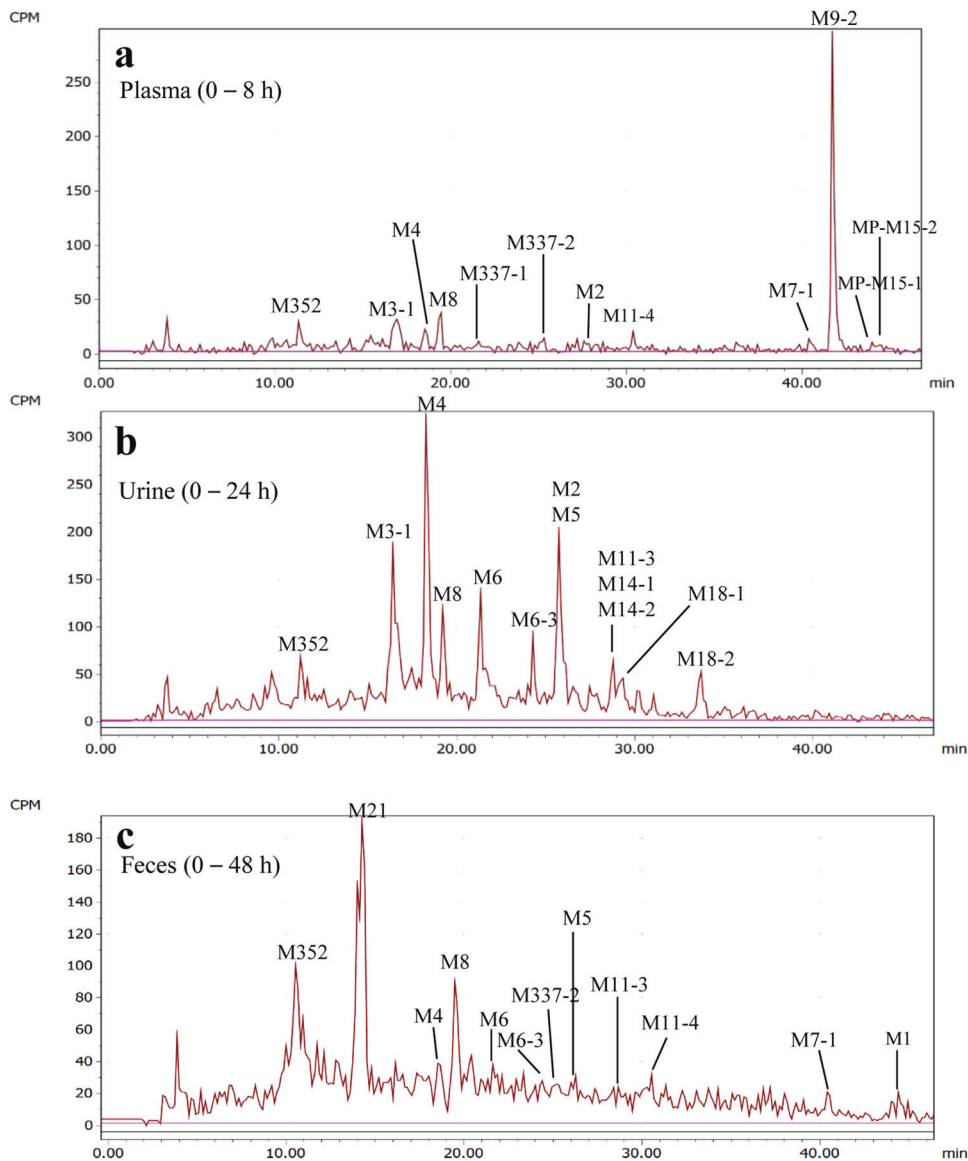 CPM
a
Plasma (0 – 8 h)
M9-2
MP-M15-2
M4
M337-2
M337-1
MP-M15-1
M352
M3-1
M8
M2
M11-4
M7-1
250
200
150
100
50
0
0.00 10.00 20.00 30.00 40.00 min
CPM
b
Urine (0 – 24 h)
M4
M2
M5
M3-1
M11-3
M14-1
M14-2
M6
M8
M18-1
M6-3
M352
M18-2
300
250
200
150
100
50
0
0.00 10.00 20.00 30.00 40.00 min
CPM
c
Feces (0 – 48 h)
M21
M5
M352
M8
M337-2
M11-3
M4
M6
M6-3
M11-4
M7-1
M1
180
160
140
120
100
80
60
40
20
0
0.00 10.00 20.00 30.00 40.00 min